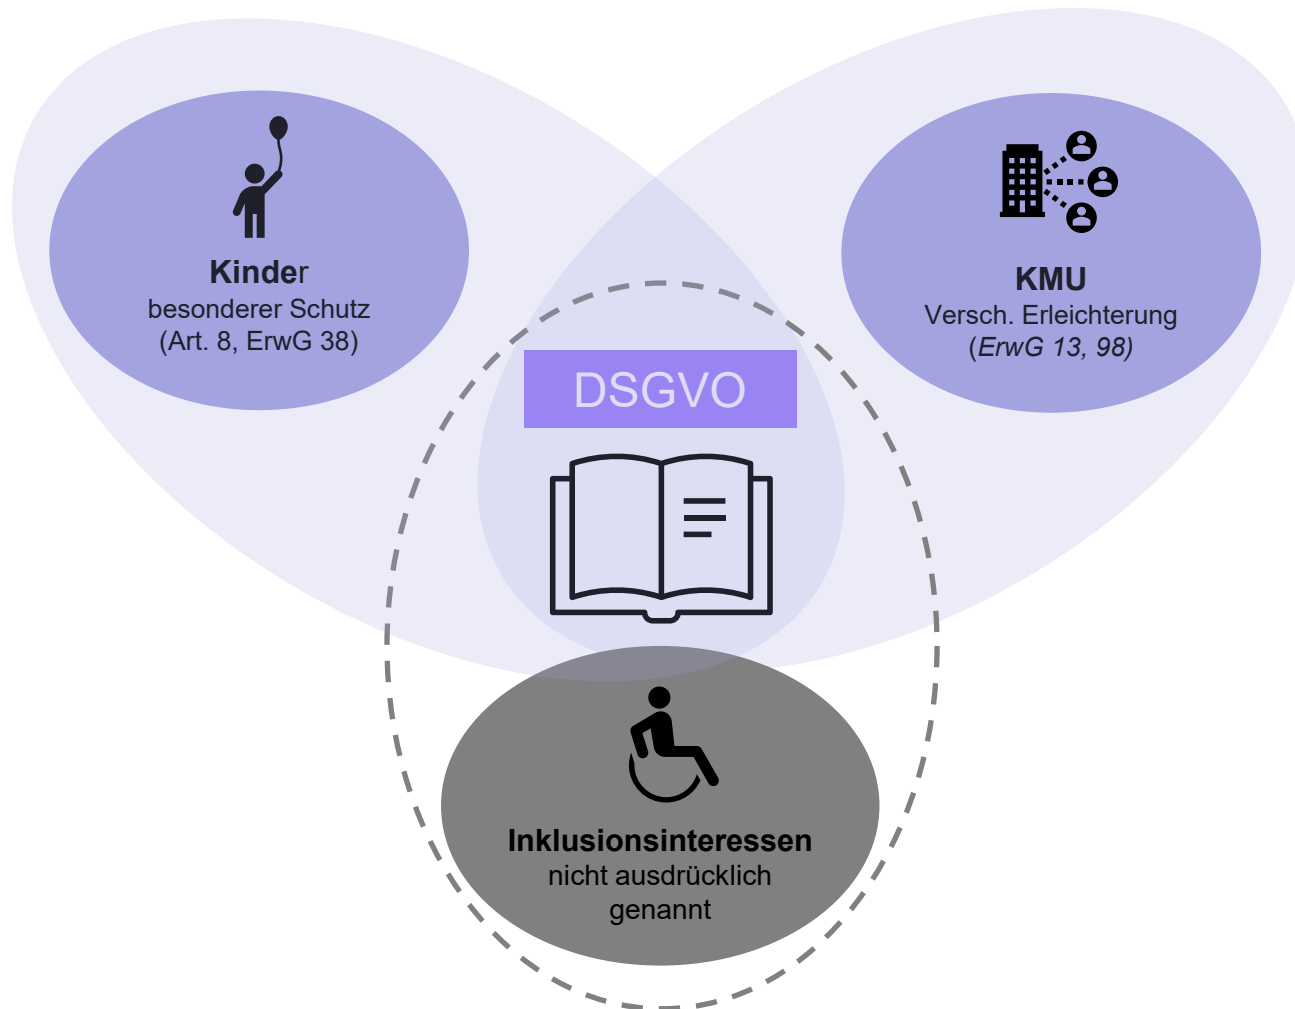 Kinder
besonderer Schutz
(Art. 8, ErwG 38)
KMU
Versch. Erleichterung
(ErwG 13, 98)
DSGVO
Inklusionsinteressen
nicht ausdrücklich
genannt